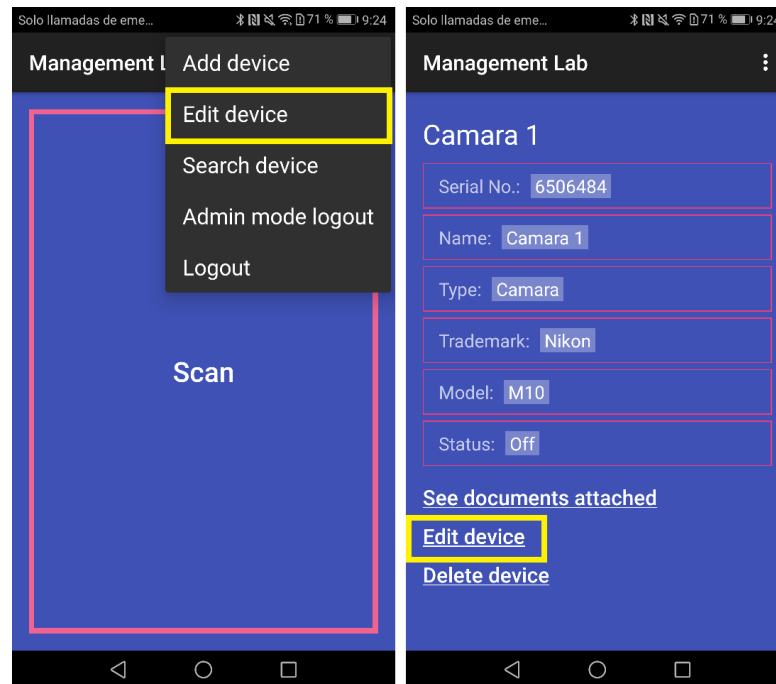 Solo llamadas de eme... 71 % 9:24
Management L
Add device
Edit device
Search device
Admin mode logout
Logout
Scan
Solo llamadas de eme... 71 % 9:24
Management Lab
Camara 1
Serial No.: 6506484
Name: Camara 1
Type: Camara
Trademark: Nikon
Model: M10
Status: Off
See documents attached
Edit device
Delete device